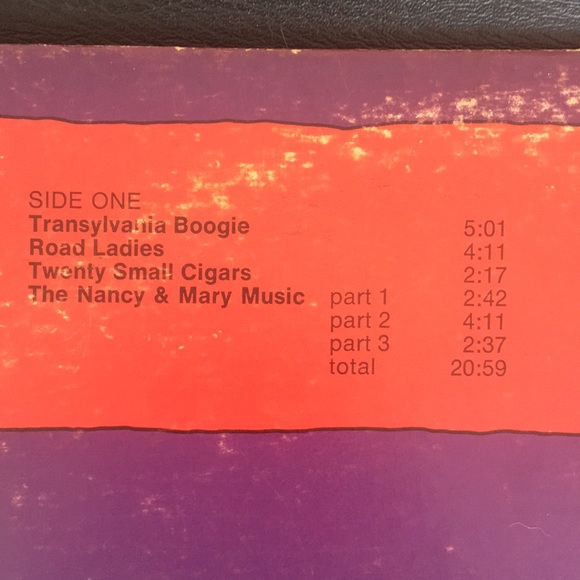 SIDE ONE
Transylvania Boogie 5:01
Road Ladies 4:11
Twenty Small Cigars 2:17
The Nancy & Mary Music part 1 2:42
part 2 4:11
part 3 2:37
total 20:59